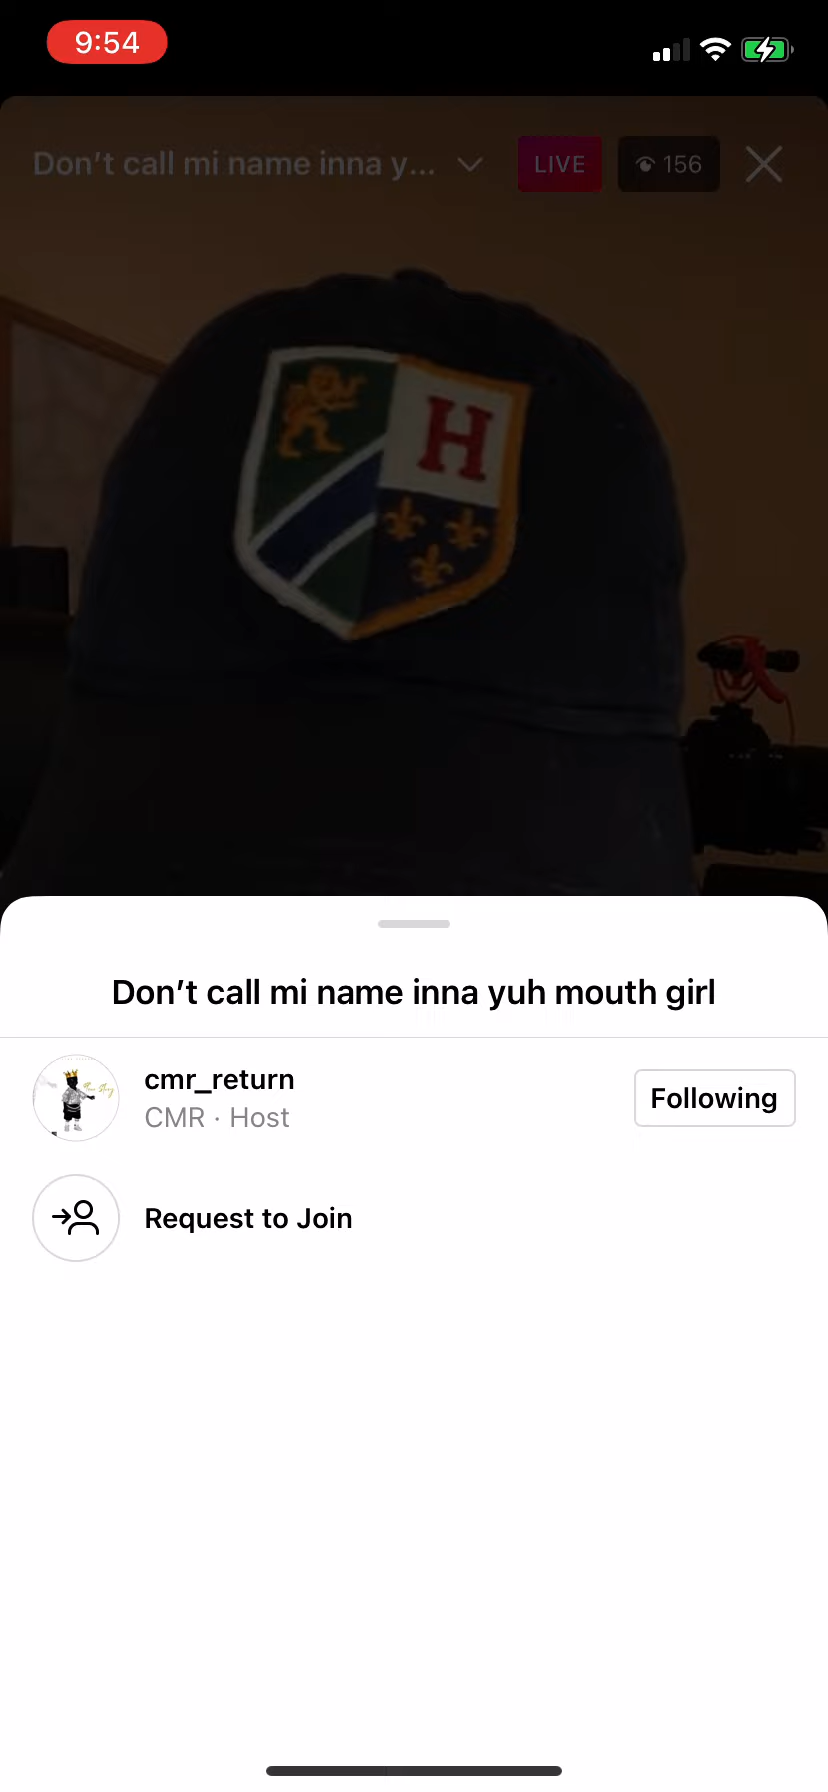 9:54
Don’t call mi name inna y...
LIVE
156
H
Don’t call mi name inna yuh mouth girl
cmr_return
CMR · Host
Following
Request to Join